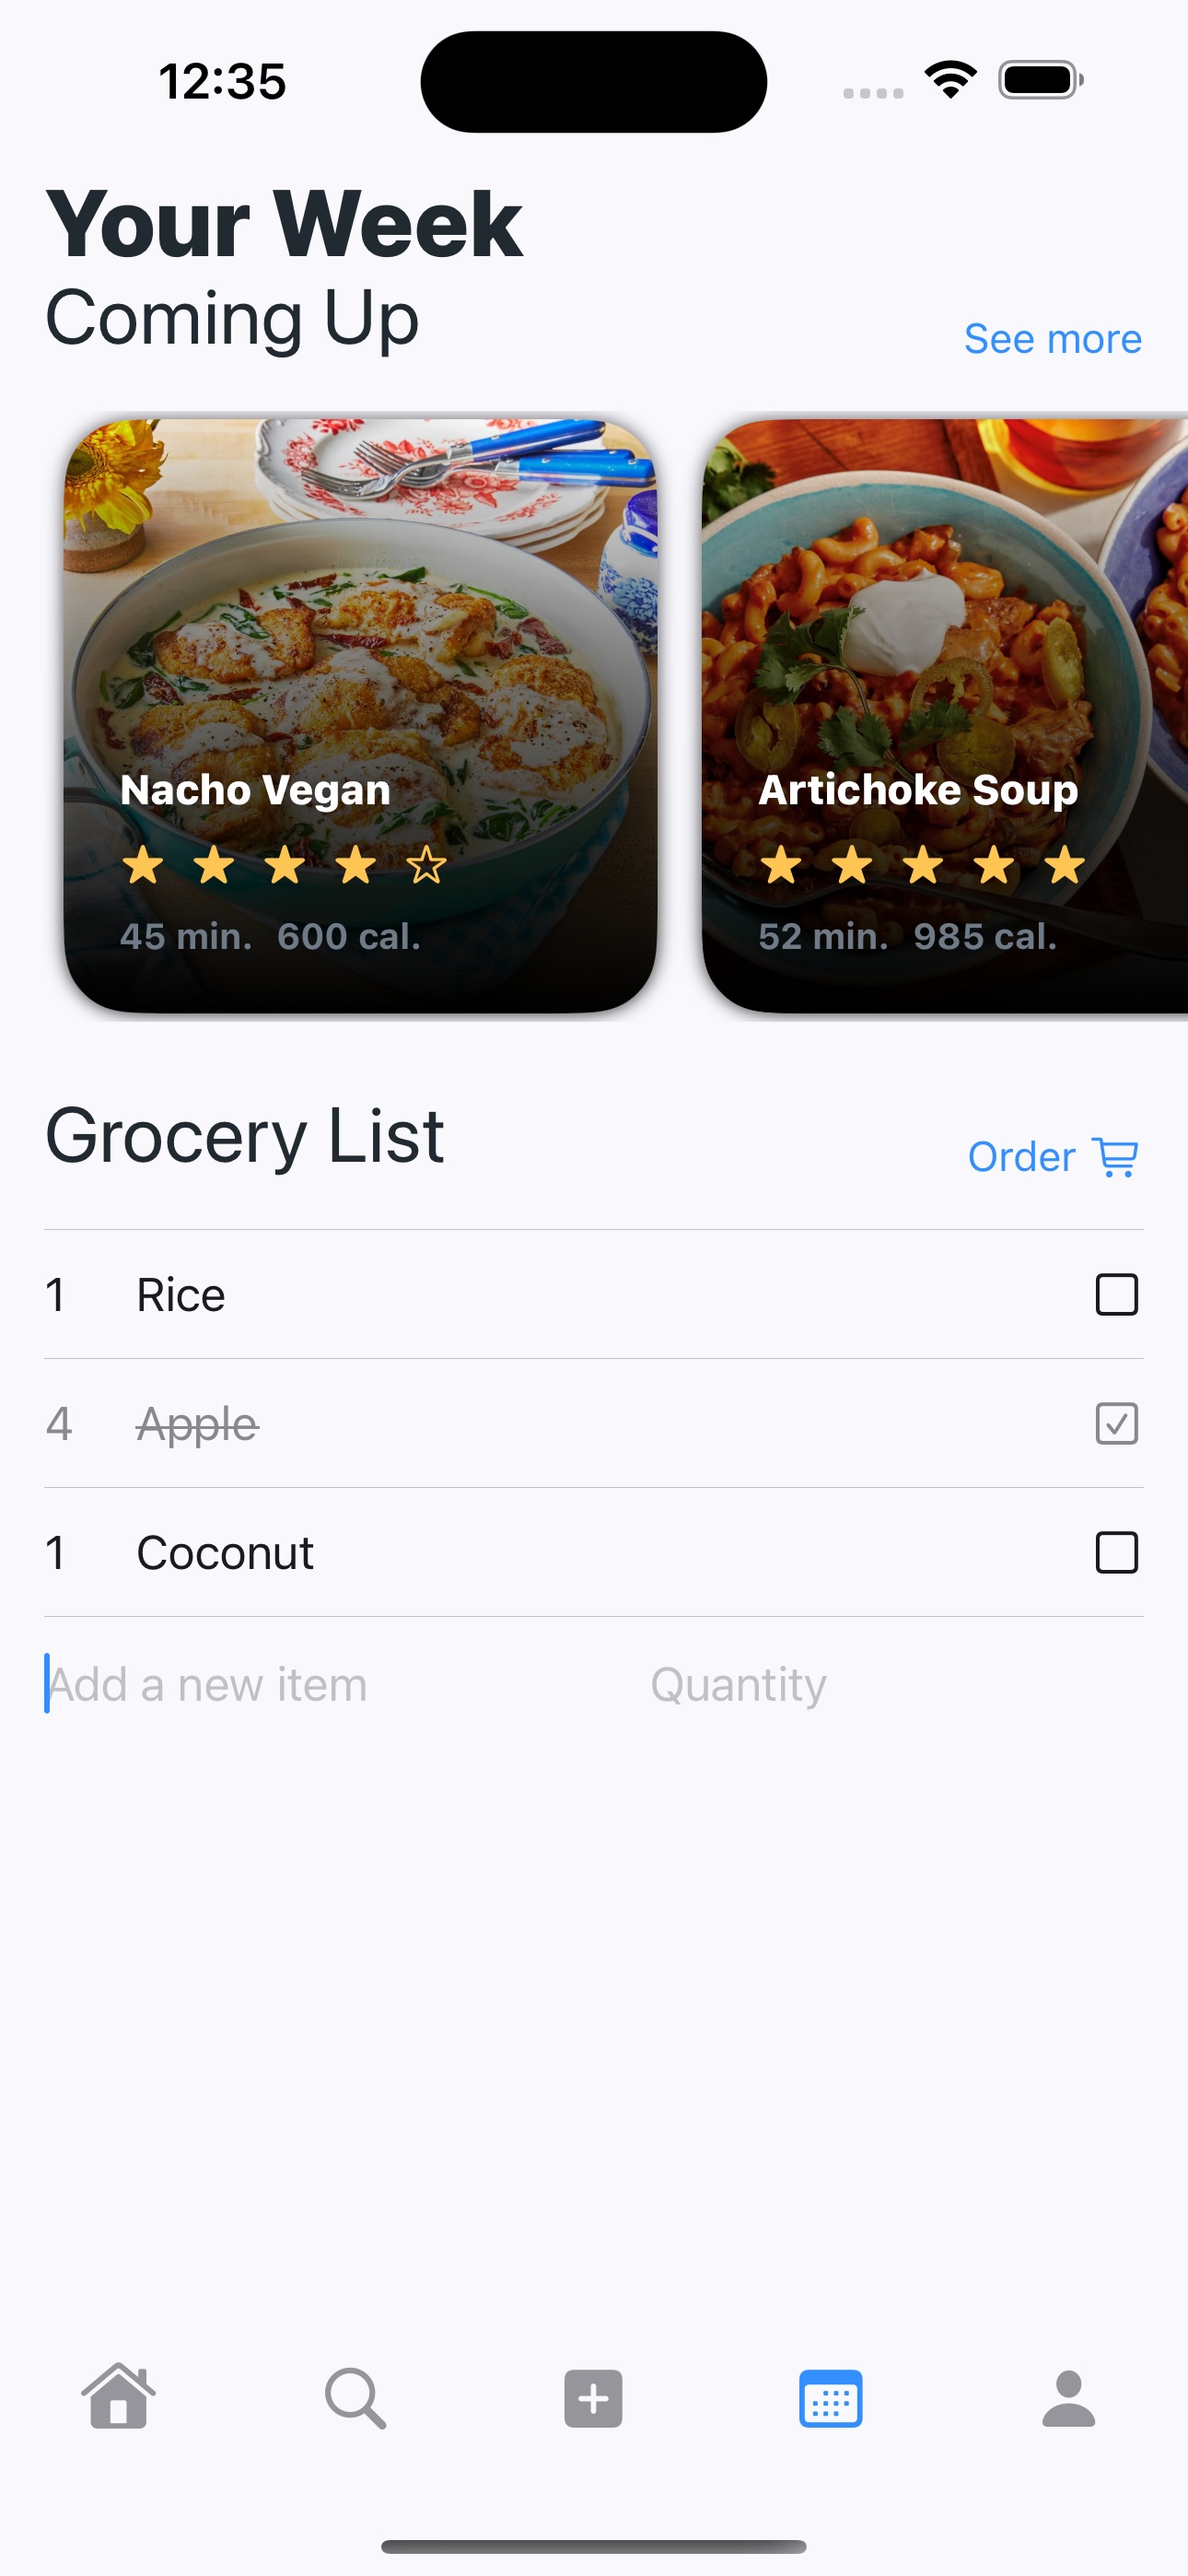 12:35
Your Week
Coming Up
See more
Nacho Vegan
45 min. 600 cal.
Artichoke Soup
52 min. 985 cal.
Grocery List
Order
1 Rice
4 Apple
1 Coconut
Add a new item Quantity